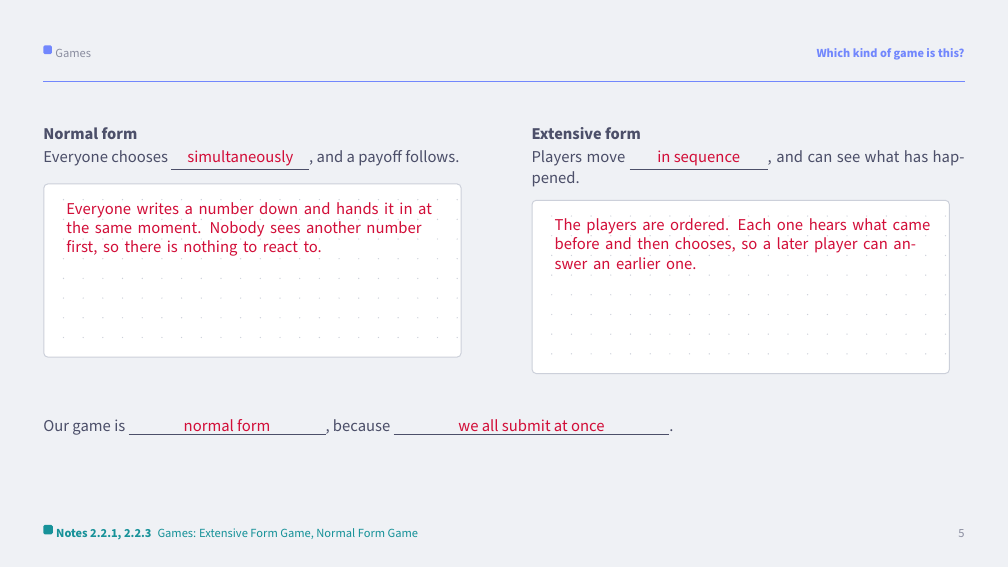 Games
Which kind of game is this?
Normal form
Everyone chooses simultaneously, and a payoff follows.
Everyone writes a number down and hands it in at
the same moment. Nobody sees another number
first, so there is nothing to react to.
Extensive form
Players move in sequence, and can see what has hap-
pened.
The players are ordered. Each one hears what came
before and then chooses, so a later player can an-
swer an earlier one.
Our game is normal form, because we all submit at once.
Notes 2.2.1, 2.2.3 Games: Extensive Form Game, Normal Form Game
5